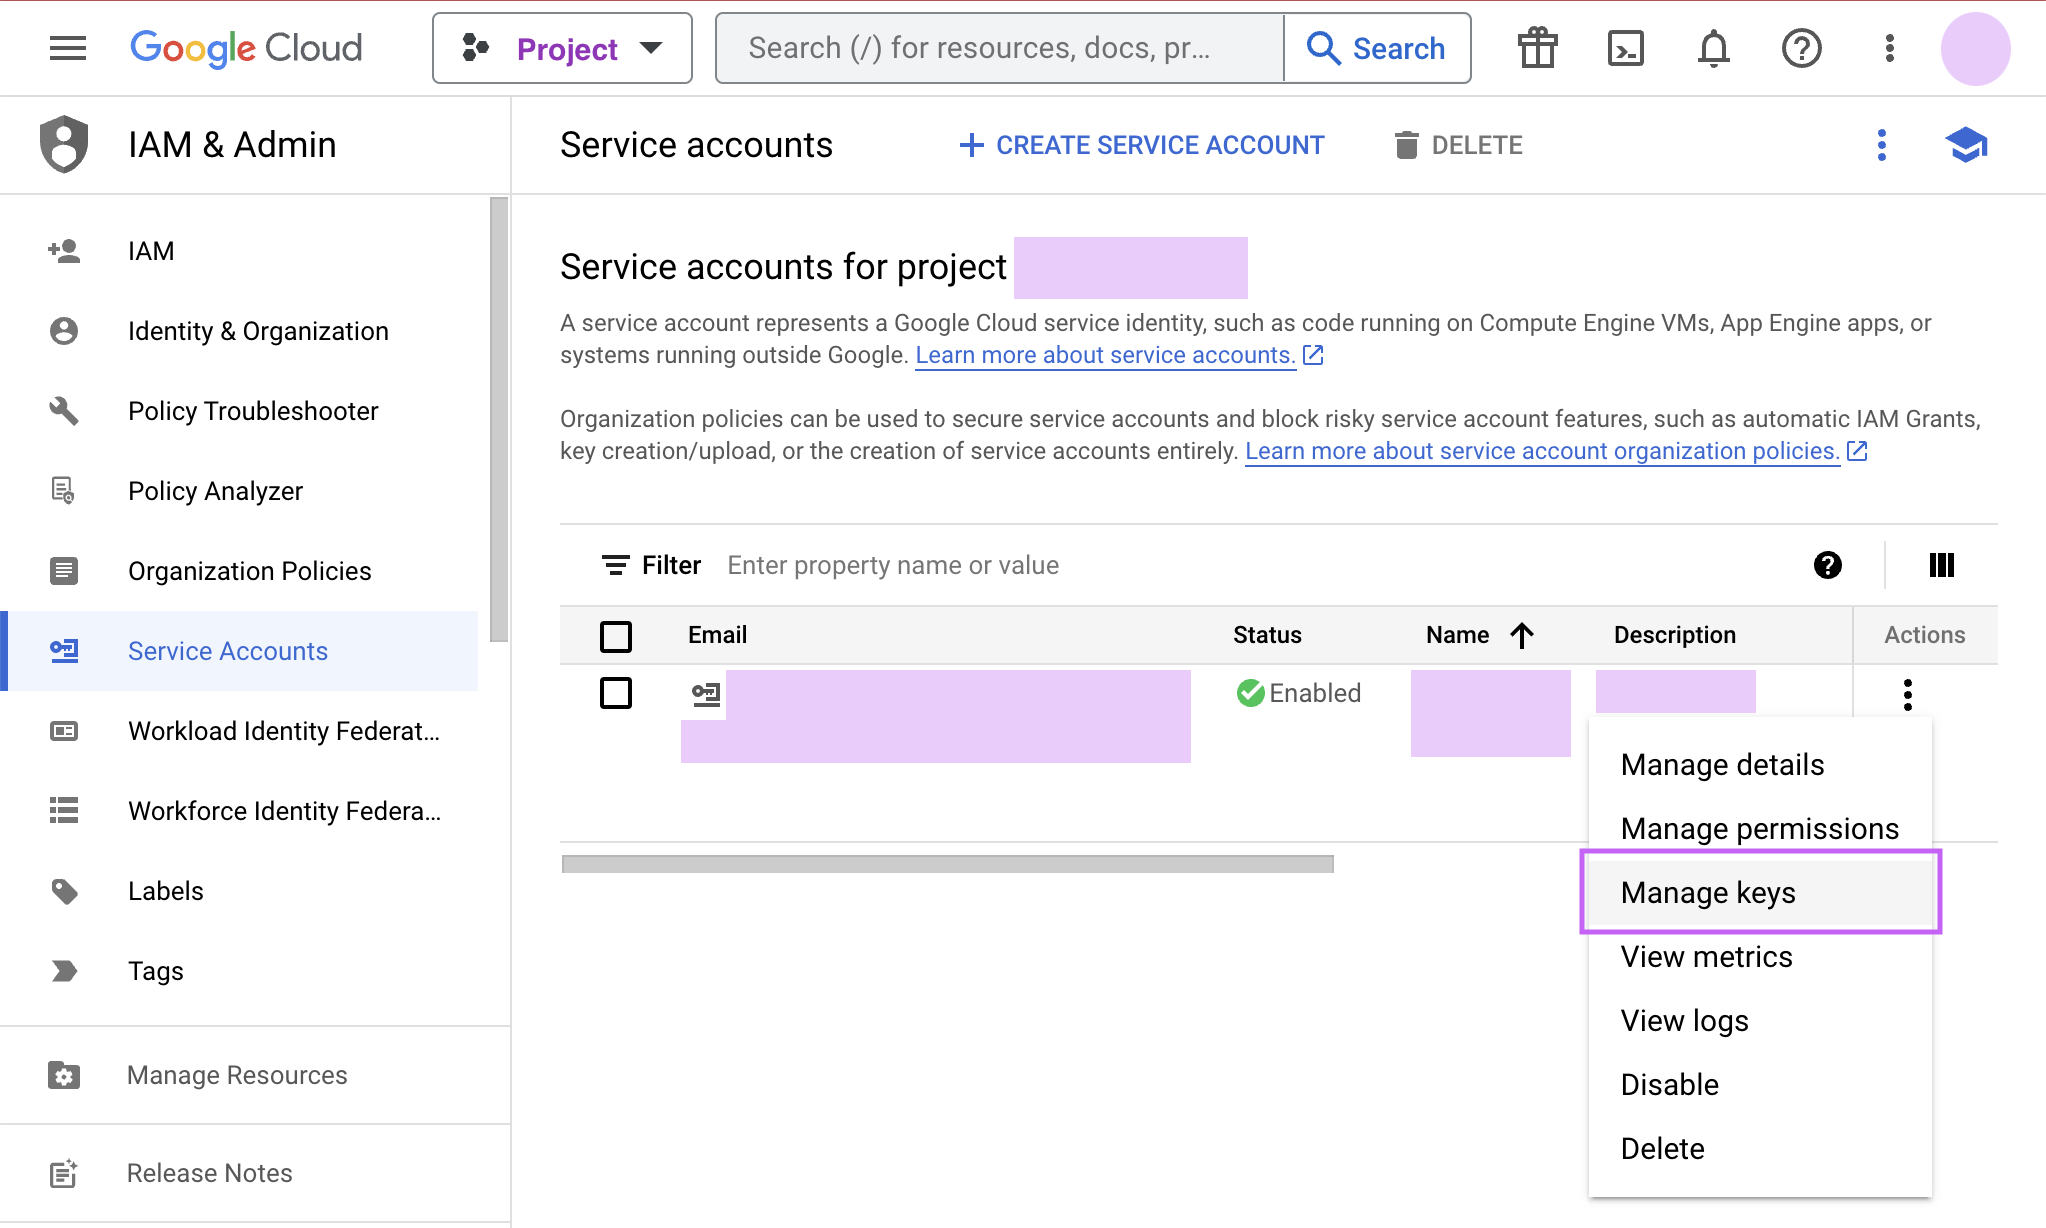 Google Cloud
Project
Search (/) for resources, docs, pr...
Search
IAM & Admin
Service accounts
CREATE SERVICE ACCOUNT
DELETE
IAM
Identity & Organization
Policy Troubleshooter
Policy Analyzer
Organization Policies
Service Accounts
Workload Identity Federat...
Workforce Identity Federa...
Labels
Tags
Manage Resources
Release Notes
Service accounts for project
A service account represents a Google Cloud service identity, such as code running on Compute Engine VMs, App Engine apps, or
systems running outside Google. Learn more about service accounts.
Organization policies can be used to secure service accounts and block risky service account features, such as automatic IAM Grants,
key creation/upload, or the creation of service accounts entirely. Learn more about service account organization policies.
Filter Enter property name or value
Email Status Name Description Actions
Enabled
Manage details
Manage permissions
Manage keys
View metrics
View logs
Disable
Delete